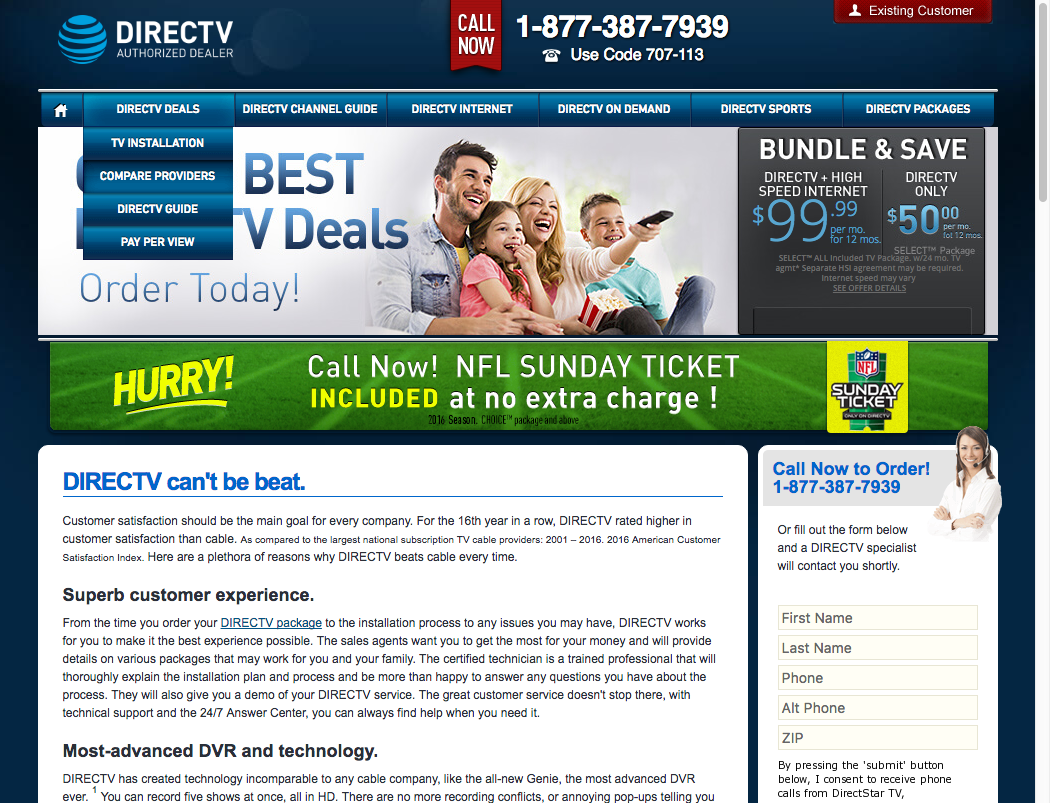 DIRECTV
AUTHORIZED DEALER
CALL
NOW
1-877-387-7939
Use Code 707-113
Existing Customer
DIRECTV DEALS
DIRECTV CHANNEL GUIDE
DIRECTV INTERNET
DIRECTV ON DEMAND
DIRECTV SPORTS
DIRECTV PACKAGES
TV INSTALLATION
COMPARE PROVIDERS
DIRECTV GUIDE
PAY PER VIEW
BEST
TV Deals
Order Today!
BUNDLE & SAVE
DIRECTV + HIGH
SPEED INTERNET
$99.99
per mo.
for 12 mos.
DIRECTV
ONLY
$50.00
per mo.
fot 12 mos.
SELECT™ Package
SELECT™ ALL Included TV Package. w/24 mo. TV
agmt* Separate HSI agreement may be required.
Internet speed may vary
SEE OFFER DETAILS
HURRY!
Call Now! NFL SUNDAY TICKET
INCLUDED at no extra charge !
2016 Season. CHOICE™ package and above
NFL
SUNDAY
TICKET
ONLY ON DIRECTV
DIRECTV can't be beat.
Customer satisfaction should be the main goal for every company. For the 16th year in a row, DIRECTV rated higher in
customer satisfaction than cable. As compared to the largest national subscription TV cable providers: 2001 – 2016. 2016 American Customer
Satisfaction Index. Here are a plethora of reasons why DIRECTV beats cable every time.
Superb customer experience.
From the time you order your DIRECTV package to the installation process to any issues you may have, DIRECTV works
for you to make it the best experience possible. The sales agents want you to get the most for your money and will provide
details on various packages that may work for you and your family. The certified technician is a trained professional that will
thoroughly explain the installation plan and process and be more than happy to answer any questions you have about the
process. They will also give you a demo of your DIRECTV service. The great customer service doesn't stop there, with
technical support and the 24/7 Answer Center, you can always find help when you need it.
Most-advanced DVR and technology.
DIRECTV has created technology incomparable to any cable company, like the all-new Genie, the most advanced DVR
ever. 1 You can record five shows at once, all in HD. There are no more recording conflicts, or annoying pop-ups telling you
Call Now to Order!
1-877-387-7939
Or fill out the form below
and a DIRECTV specialist
will contact you shortly.
First Name
Last Name
Phone
Alt Phone
ZIP
By pressing the 'submit' button
below, I consent to receive phone
calls from DirectStar TV,